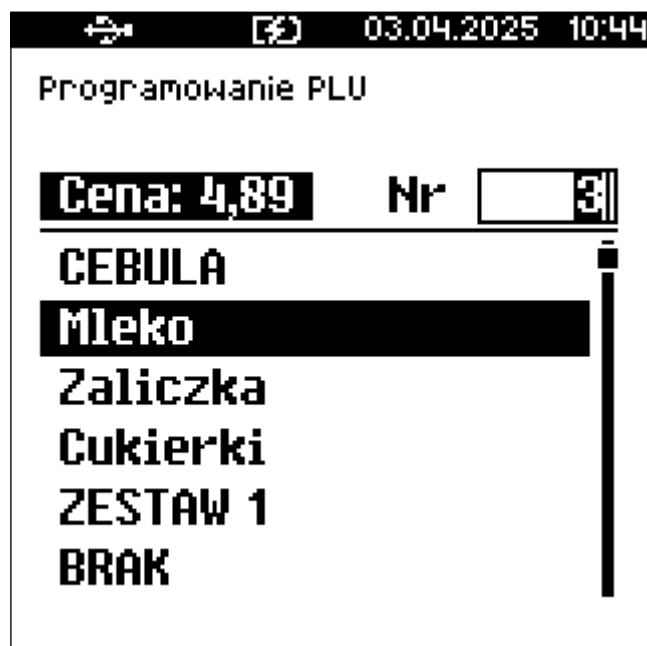 03.04.2025 10:44
Programowanie PLU
Cena: 4,89 Nr 3
CEBULA
Mleko
Zaliczka
Cukierki
ZESTAW 1
BRAK